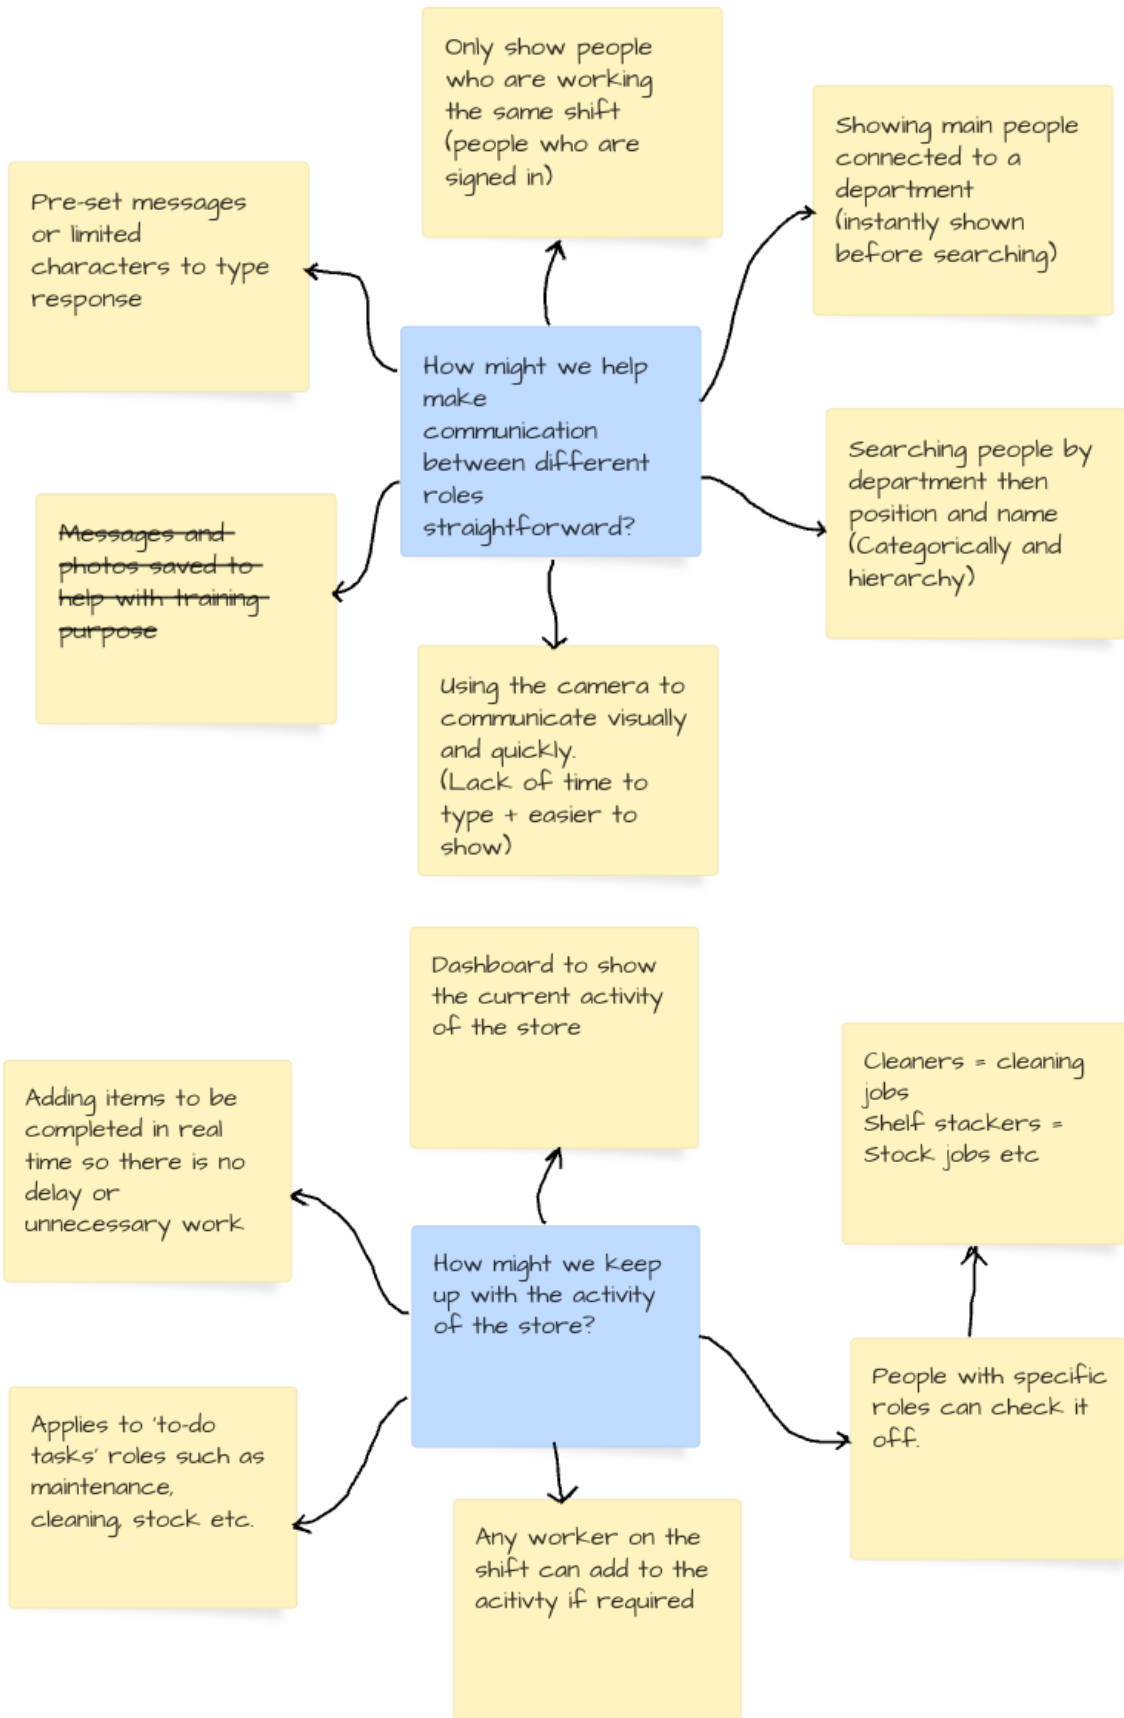 Only show people
who are working
the same shift
(people who are
signed in)
Showing main people
connected to a
department
(instantly shown
before searching)
Pre-set messages
or limited
characters to type
response
How might we help
make
communication
between different
roles
straightforward?
Searching people by
department then
position and name
(Categorically and
hierarchy)
Messages and
photos saved to
help with training
purpose
Using the camera to
communicate visually
and quickly.
(Lack of time to
type + easier to
show)
Dashboard to show
the current activity
of the store
Cleaners = cleaning
jobs
Shelf stackers =
Stock jobs etc
Adding items to be
completed in real
time so there is no
delay or
unnecessary work
How might we keep
up with the activity
of the store?
People with specific
roles can check it
off.
Applies to 'to-do
tasks' roles such as
maintenance,
cleaning, stock etc.
Any worker on the
shift can add to the
acitivty if required